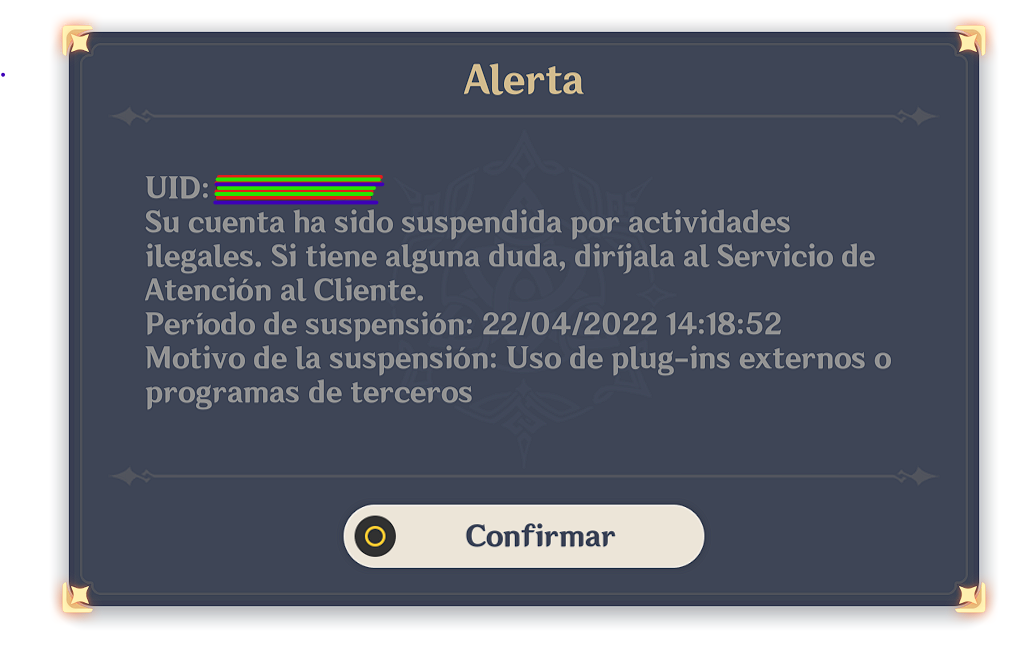 Alerta
UID:
Su cuenta ha sido suspendida por actividades
ilegales. Si tiene alguna duda, diríjala al Servicio de
Atención al Cliente.
Período de suspensión: 22/04/2022 14:18:52
Motivo de la suspensión: Uso de plug-ins externos o
programas de terceros
Confirmar